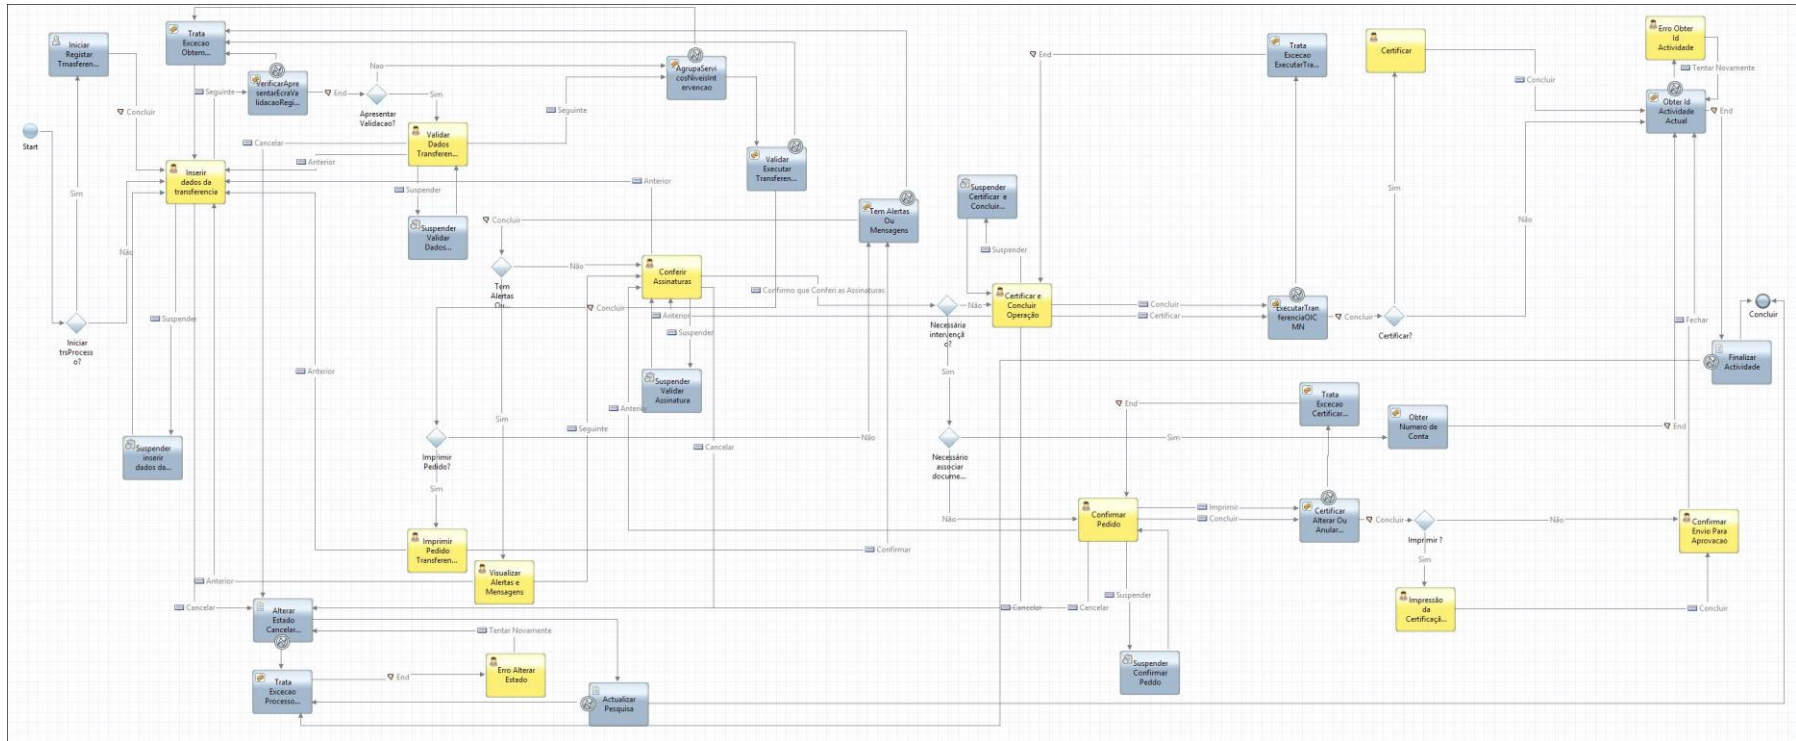 Start
Iniciar
Registar
Trnasferen...
Concluir
Sim
Não
Iniciar
trsProcess
o?
Trata
Excecao
Obtem...
Seguinte
VerificarApre
sentarEcraVa
lidacaoRegi...
End
Nao
Apresentar
Validacao?
Sim
Cancelar
Validar
Dados
Transferen...
Anterior
Seguinte
Suspender
Suspender
Validar
Dados...
Inserir
dados da
transferencia
Suspender
Suspender
inserir
dados da...
AgrupaServi
cosNiveisInt
ervencao
Validar
Executar
Transferen...
Tem Alertas
Ou
Mensagens
Concluir
Tem
Alertas
Ou...
Não
Sim
Anterior
Conferir
Assinaturas
Concluir
Anterior
Suspender
Suspender
Validar
Assinatura
Confirmo que Conferi as Assinaturas
Anterior
Anterior
Seguinte
Cancelar
Imprimir
Pedido?
Sim
Não
Imprimir
Pedido
Transferen...
Confirmar
Visualizar
Alertas e
Mensagens
Anterior
Cancelar
Alterar
Estado
Cancelar...
Tentar Novamente
Trata
Excecao
Processo...
End
Erro Alterar
Estado
Actualizar
Pesquisa
End
Suspender
Certificar e
Concluir...
Suspender
Necessária
intervençã
o?
Não
Sim
Certificar e
Concluir
Operação
Concluir
Certificar
Cancelar
Trata
Excecao
ExecutarTra...
ExecutarTran
ferenciaOIC
MN
Concluir
Certificar?
Sim
Não
Certificar
Concluir
Erro Obter
Id
Actividade
Tentar Novamente
Obter Id
Actividade
Actual
End
Fechar
Concluir
Finalizar
Actividade
Necessário
associar
docume...
Sim
Não
End
Trata
Excecao
Certificar...
Obter
Numero de
Conta
End
Confirmar
Pedido
Imprimir
Concluir
Cancelar
Suspender
Suspender
Confirmar
Peddo
Certificar
Alterar Ou
Anular...
Concluir
Imprimir ?
Não
Sim
Confirmar
Envio Para
Aprovacao
Impressão
da
Certificaçã...
Concluir